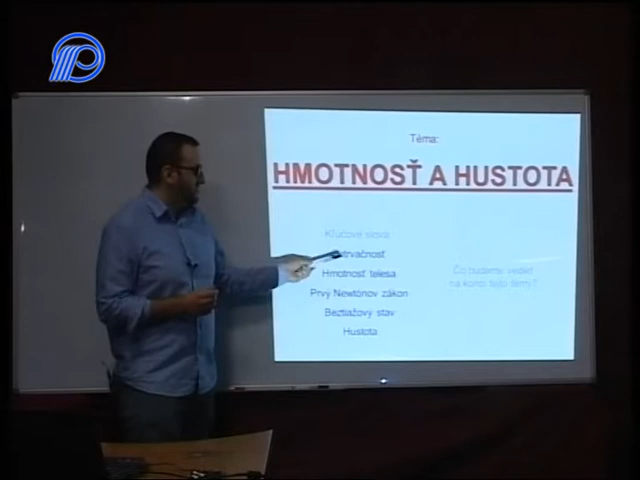 Téma:
HMOTNOSŤ A HUSTOTA
Kľúčové slová:
trvačnosť
Hmotnosť telesa
Prvý Newtonov zákon
Beztiažový stav
Hustota
Čo budeme vedieť
na konci tejto témy?